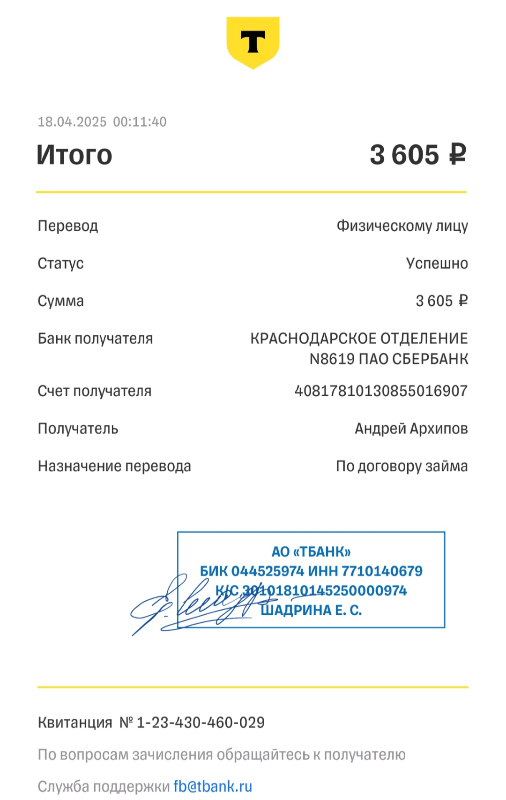 Т
18.04.2025 00:11:40
Итого 3 605 ₽
Перевод Физическому лицу
Статус Успешно
Сумма 3 605 ₽
Банк получателя КРАСНОДАРСКОЕ ОТДЕЛЕНИЕ
N8619 ПАО СБЕРБАНК
Счет получателя 40817810130855016907
Получатель Андрей Архипов
Назначение перевода По договору займа
АО «ТБАНК»
БИК 044525974 ИНН 7710140679
К/С 30101810145250000974
ШАДРИНА Е. С.
Квитанция № 1-23-430-460-029
По вопросам зачисления обращайтесь к получателю
Служба поддержки fb@tbank.ru